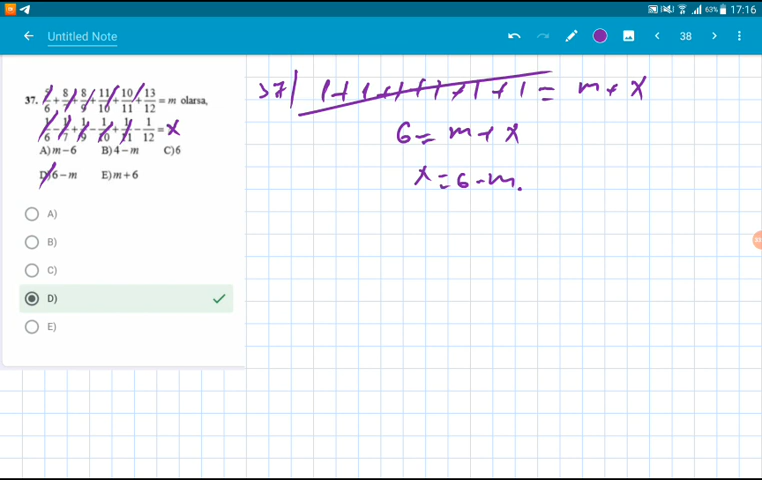 63% 17:16
Untitled Note
38
37. 5/6 + 8/7 + 8/9 + 11/10 + 10/11 + 13/12 = m olarsa,
1/6 - 1/7 + 1/9 - 1/10 + 1/11 - 1/12 = x
A) m - 6 B) 4 - m C) 6
D) 6 - m E) m + 6
A)
B)
C)
D)
E)
37| 1+1+1+1+1+1 = m + x
6 = m + x
x = 6 - m.